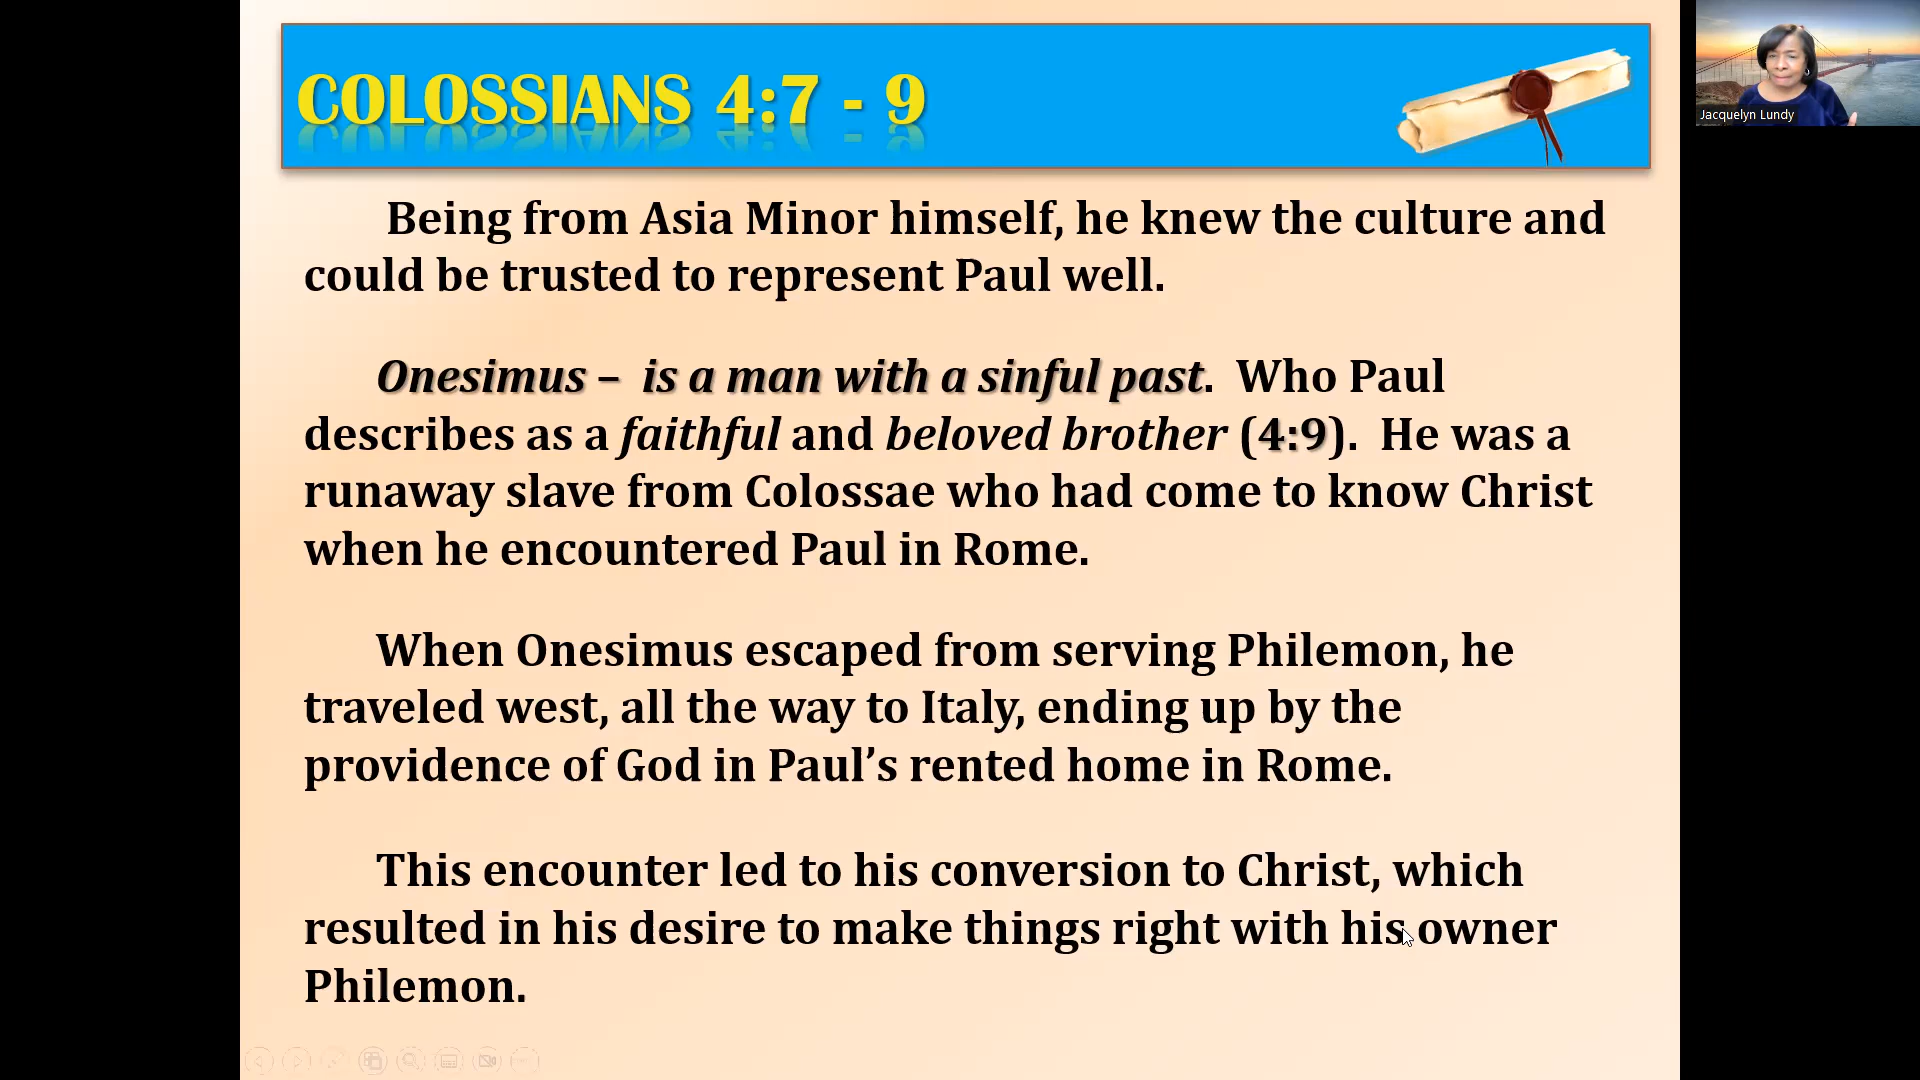 COLOSSIANS 4:7 - 9
Jacquelyn Lundy
Being from Asia Minor himself, he knew the culture and
could be trusted to represent Paul well.
Onesimus – is a man with a sinful past. Who Paul
describes as a faithful and beloved brother (4:9). He was a
runaway slave from Colossae who had come to know Christ
when he encountered Paul in Rome.
When Onesimus escaped from serving Philemon, he
traveled west, all the way to Italy, ending up by the
providence of God in Paul’s rented home in Rome.
This encounter led to his conversion to Christ, which
resulted in his desire to make things right with his owner
Philemon.